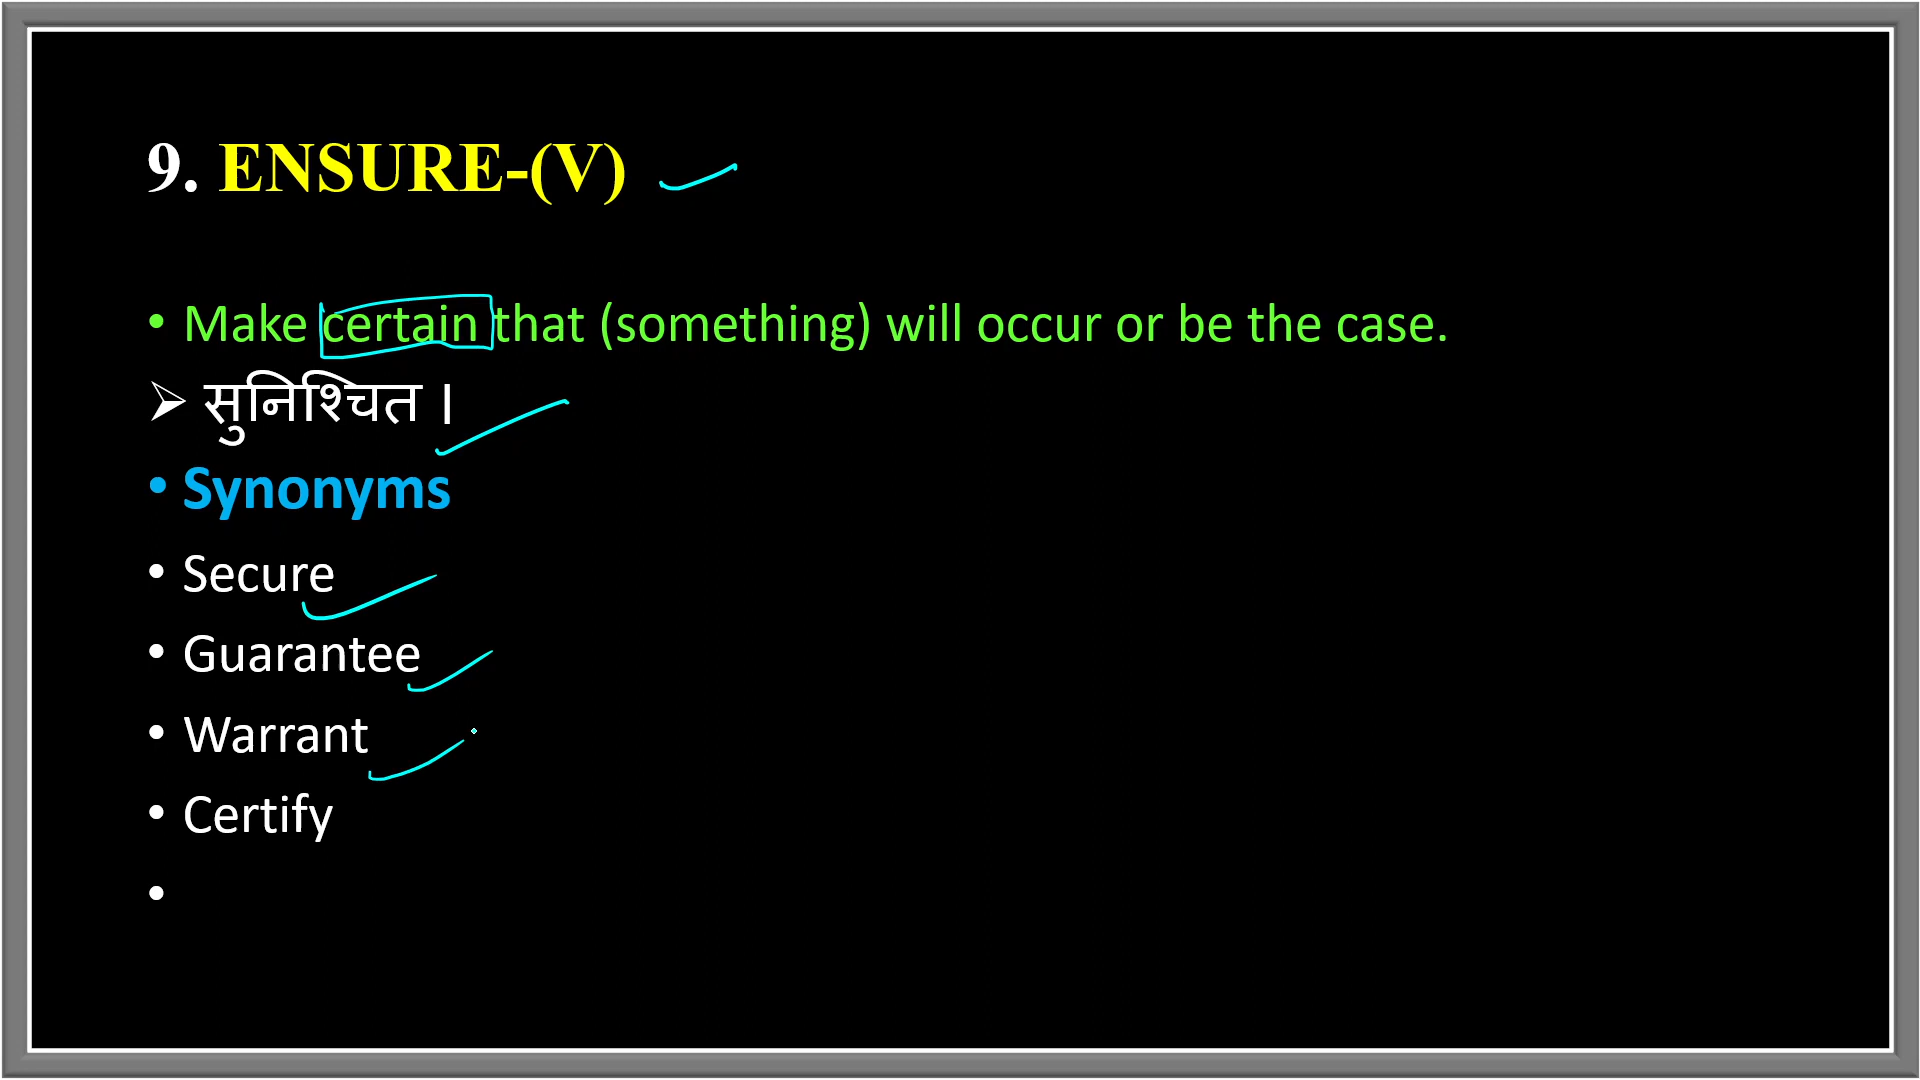 9. ENSURE-(V)
• Make certain that (something) will occur or be the case.
➢ सुनिश्चित ।
• Synonyms
• Secure
• Guarantee
• Warrant
• Certify
•